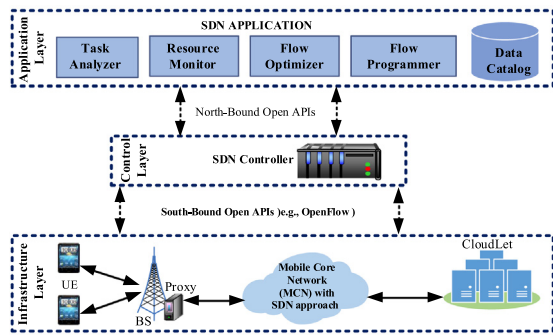 Application
Layer
SDN APPLICATION
Task
Analyzer
Resource
Monitor
Flow
Optimizer
Flow
Programmer
Data
Catalog
North-Bound Open APIs
Control
Layer
SDN Controller
South-Bound Open APIs )e.g., OpenFlow )
Infrastructure
Layer
UE
BS
Proxy
Mobile Core
Network
(MCN) with
SDN approach
CloudLet